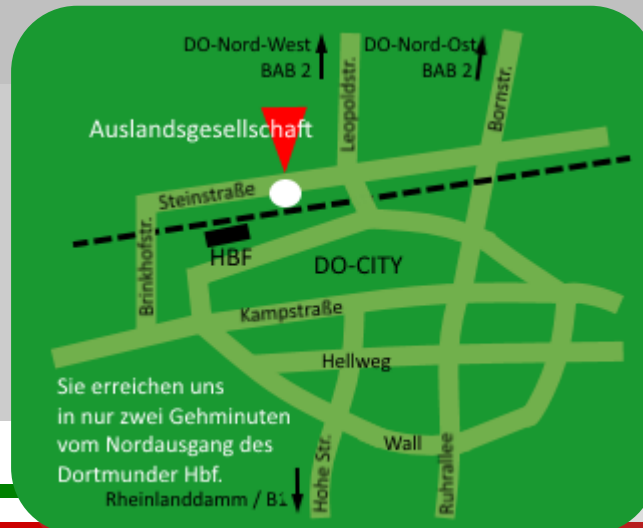 DO-Nord-West
BAB 2
DO-Nord-Ost
BAB 2
Leopoldstr.
Bornstr.
Auslandsgesellschaft
Steinstraße
Brinkhofstr.
HBF
DO-CITY
Kampstraße
Hellweg
Sie erreichen uns
in nur zwei Gehminuten
vom Nordausgang des
Dortmunder Hbf.
Wall
Hohe Str.
Ruhrallee
Rheinlanddamm / B1